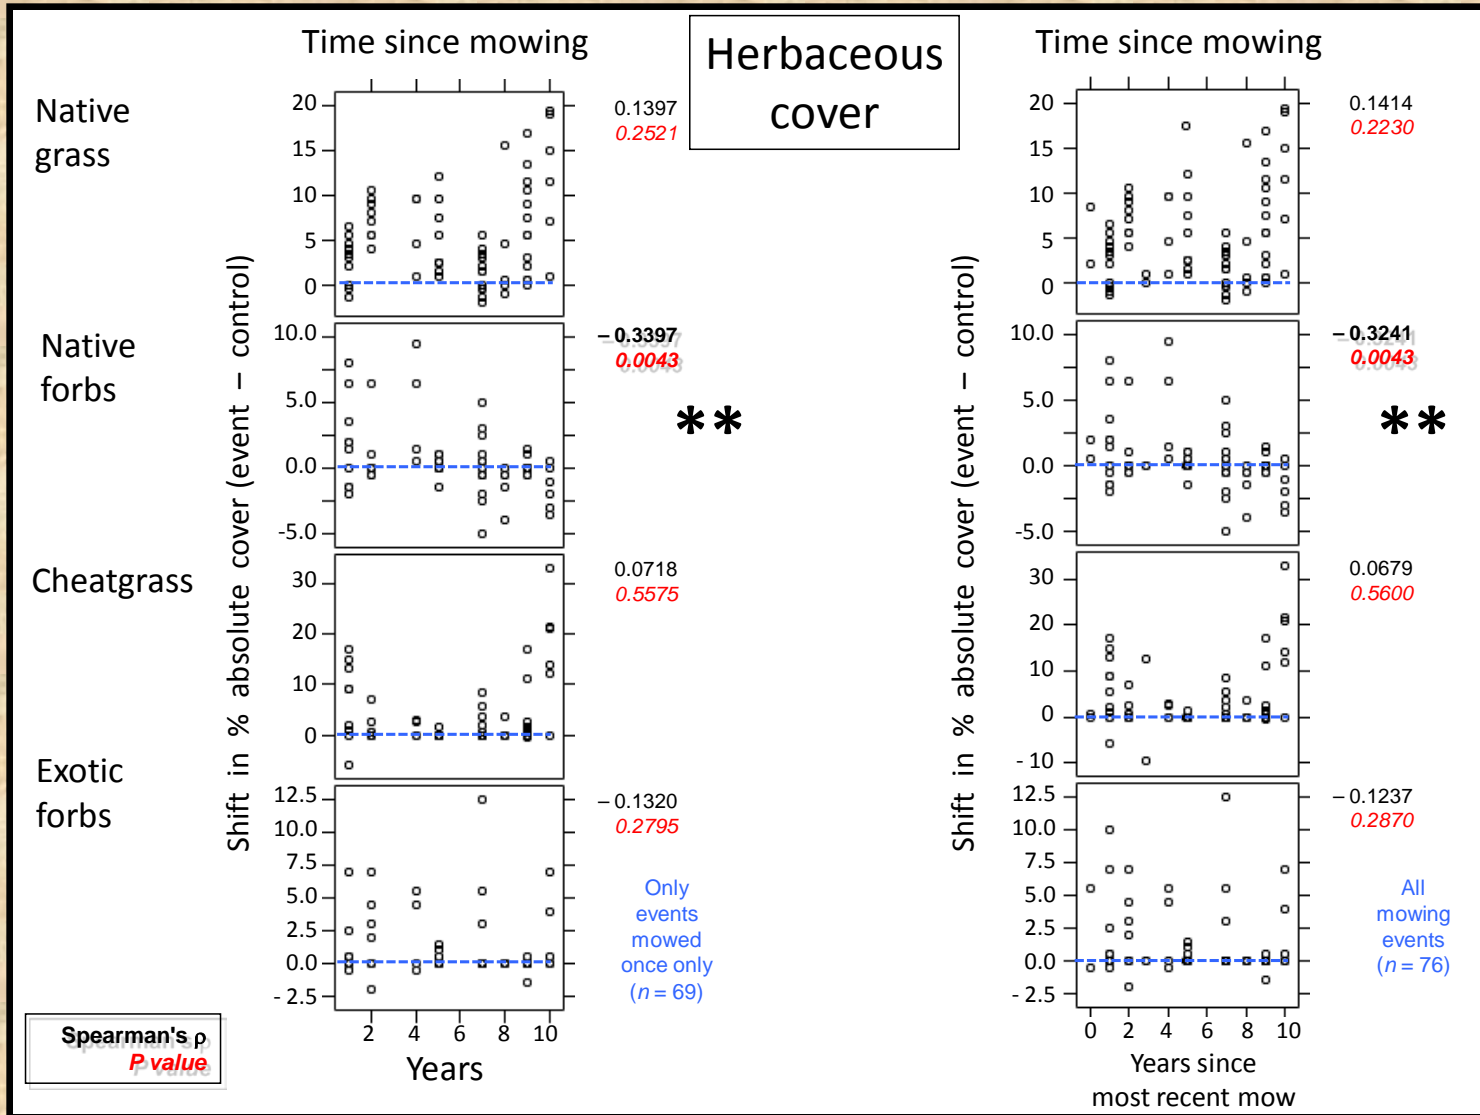 Time since mowing
Herbaceous
cover
Time since mowing
Native
grass
20
15
10
5
0
0.1397
0.2521
20
15
10
5
0
0.1414
0.2230
Native
forbs
10.0
5.0
0.0
-5.0
– 0.3397
0.0043
**
10.0
5.0
0.0
-5.0
– 0.3241
0.0043
**
Shift in % absolute cover (event – control)
Shift in % absolute cover (event – control)
Cheatgrass
30
20
10
0
0.0718
0.5575
30
20
10
0
- 10
0.0679
0.5600
Exotic
forbs
12.5
10.0
7.5
5.0
2.5
0.0
- 2.5
– 0.1320
0.2795
Only
events
mowed
once only
(n = 69)
12.5
10.0
7.5
5.0
2.5
0.0
- 2.5
– 0.1237
0.2870
All
mowing
events
(n = 76)
2 4 6 8 10
Years
0 2 4 6 8 10
Years since
most recent mow
Spearman's ρ
P value